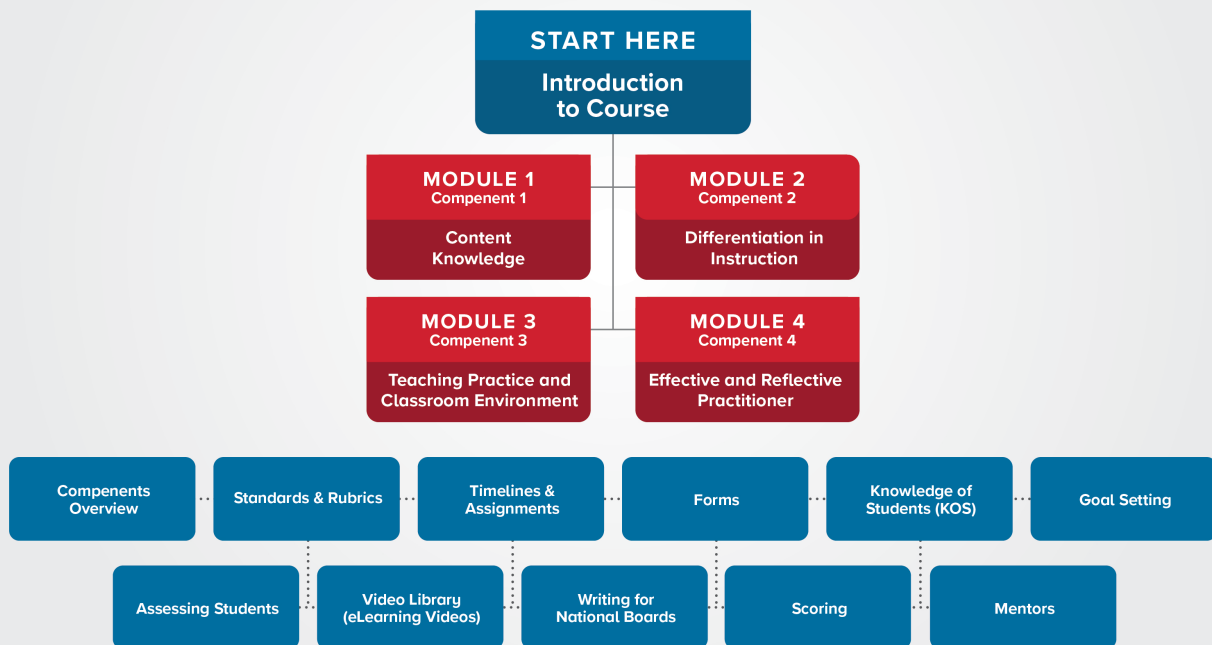 START HERE
Introduction
to Course
MODULE 1
Compenent 1
Content
Knowledge
MODULE 2
Compenent 2
Differentiation in
Instruction
MODULE 3
Compenent 3
Teaching Practice and
Classroom Environment
MODULE 4
Compenent 4
Effective and Reflective
Practitioner
Compenents
Overview
Standards & Rubrics
Timelines &
Assignments
Forms
Knowledge of
Students (KOS)
Goal Setting
Assessing Students
Video Library
(eLearning Videos)
Writing for
National Boards
Scoring
Mentors